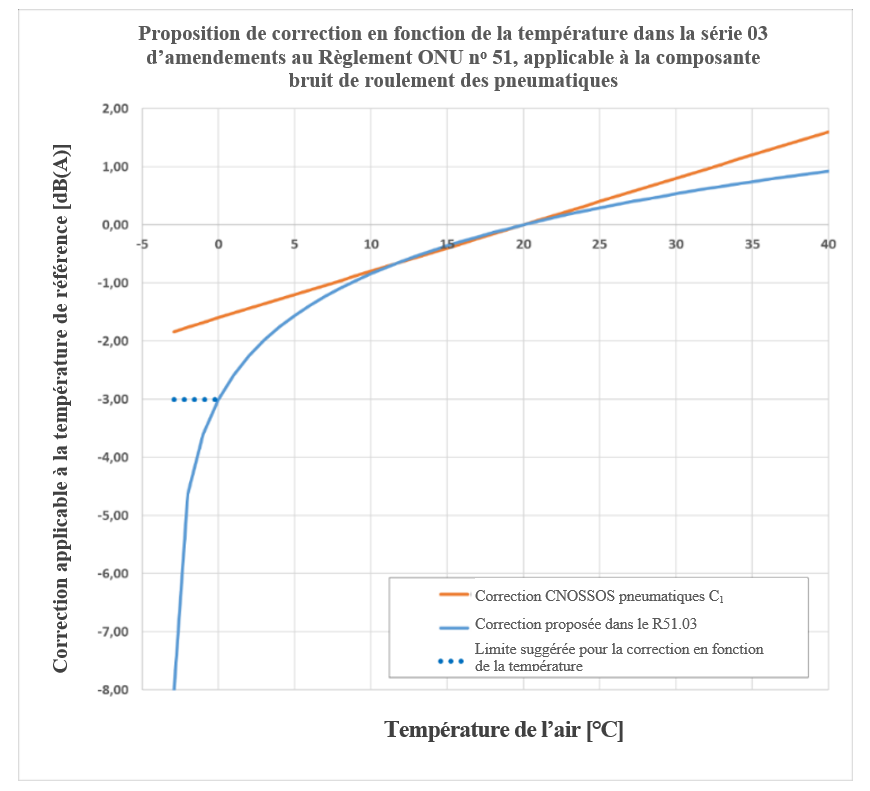 Proposition de correction en fonction de la température dans la série 03
d’amendements au Règlement ONU nº 51, applicable à la composante
bruit de roulement des pneumatiques
Correction applicable à la température de référence [dB(A)]
2,00
1,00
0,00
-1,00
-2,00
-3,00
-4,00
-5,00
-6,00
-7,00
-8,00
-5 0 5 10 15 20 25 30 35 40
Correction CNOSSOS pneumatiques C₁
Correction proposée dans le R51.03
Limite suggérée pour la correction en fonction
de la température
Température de l’air [°C]